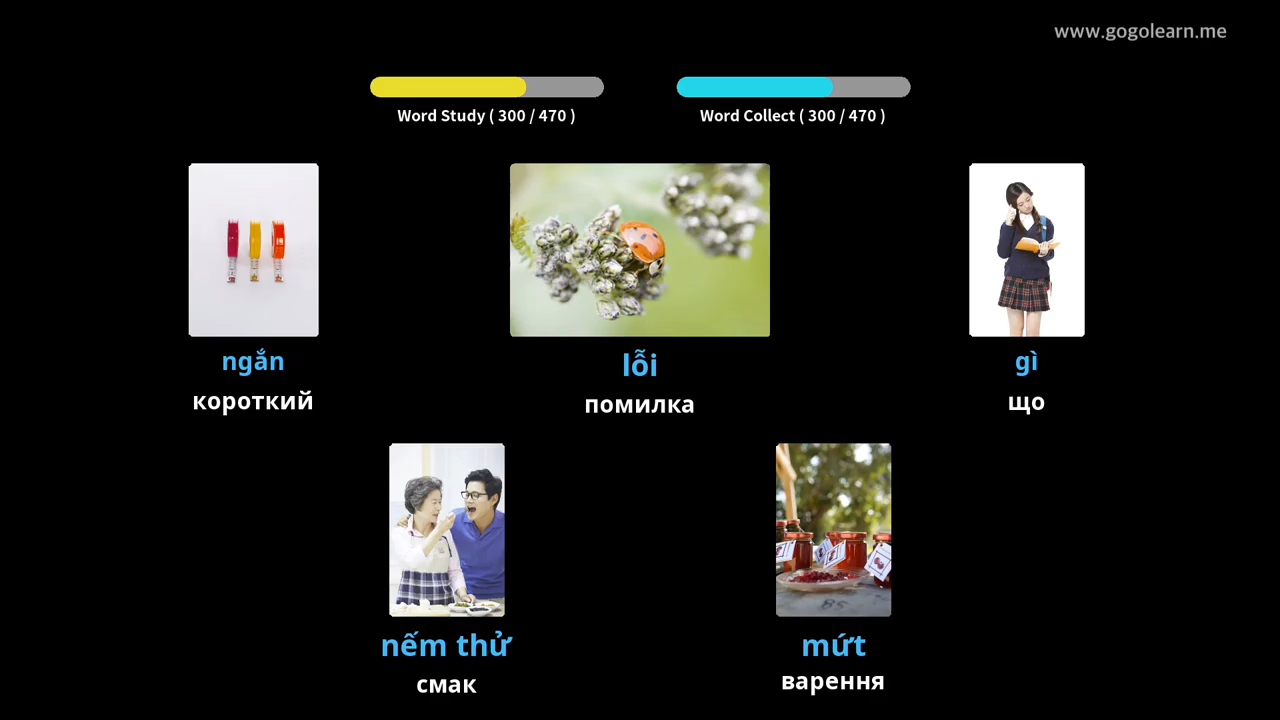 www.gogolearn.me
Word Study ( 300 / 470 )
Word Collect ( 300 / 470 )
ngắn
короткий
lỗi
помилка
gì
що
nếm thử
смак
mứt
варення